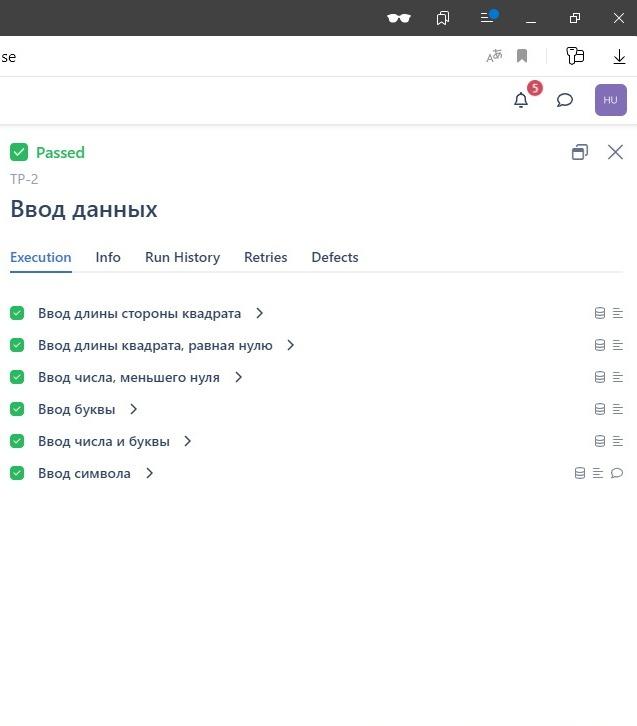 se
5
HU
Passed
TP-2
Ввод данных
Execution Info Run History Retries Defects
Ввод длины стороны квадрата
Ввод длины квадрата, равная нулю
Ввод числа, меньшего нуля
Ввод буквы
Ввод числа и буквы
Ввод символа